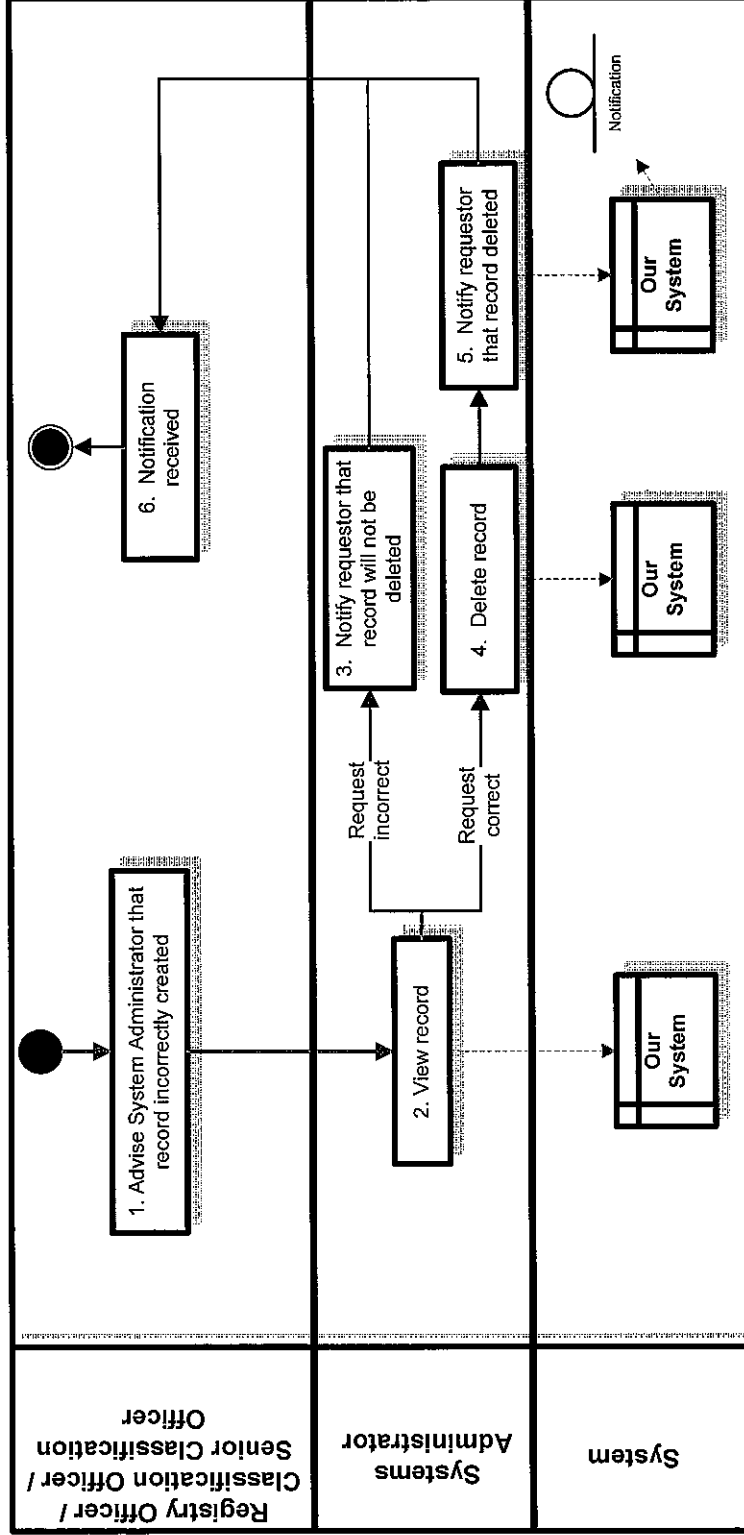 Registry Officer /
Classification Officer /
Senior Classification
Officer
1. Advise System Administrator that
record incorrectly created
6. Notification
received
Systems
Administrator
2. View record
Request
incorrect
Request
correct
3. Notify requestor that
record will not be
deleted
4. Delete record
5. Notify requestor
that record deleted
System
Our
System
Our
System
Our
System
Notification